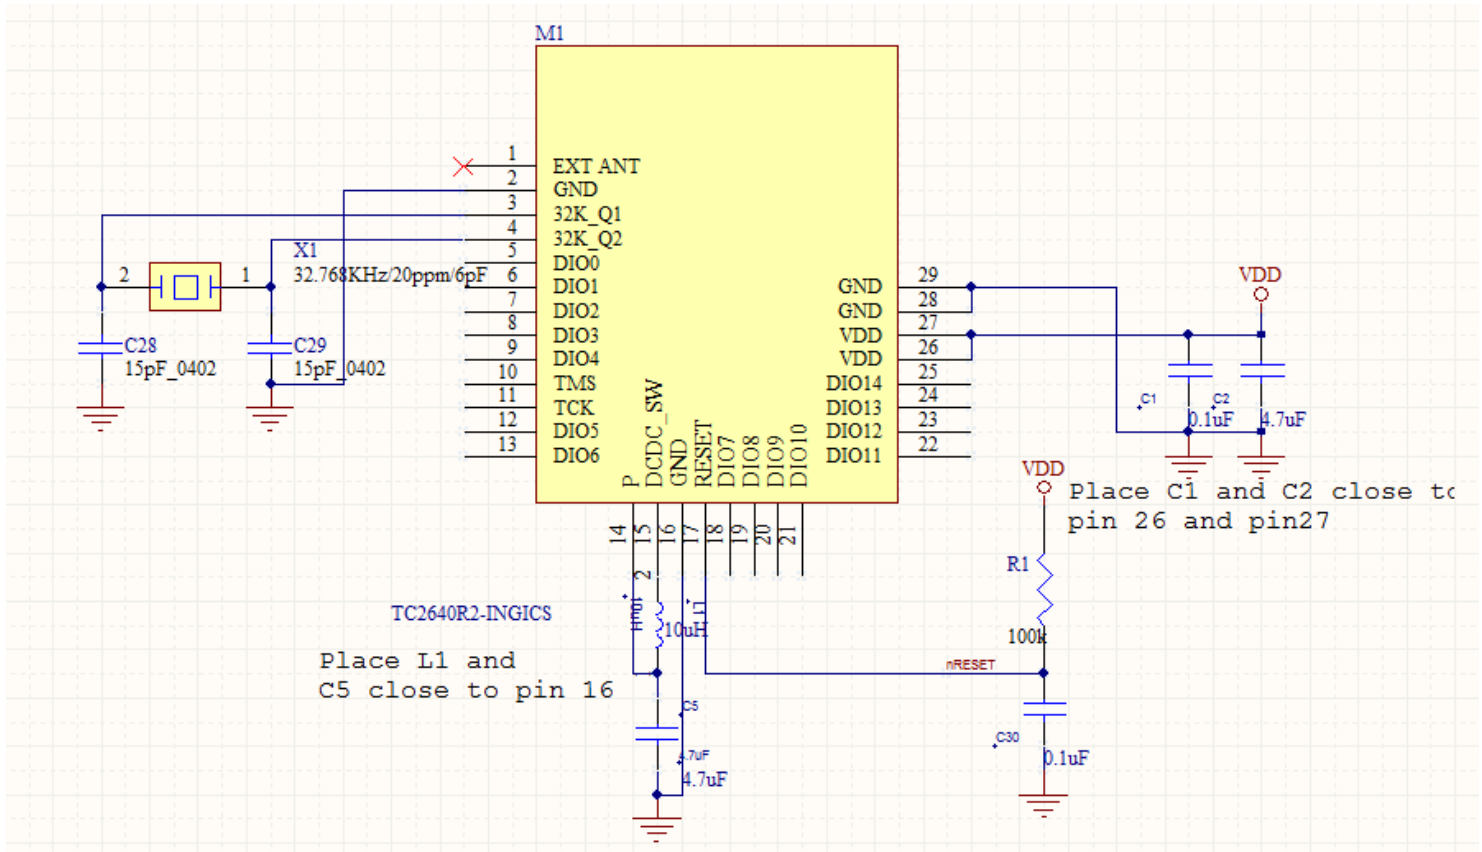 M1
1
EXT ANT
2
GND
3
32K_Q1
4
32K_Q2
5
DIO0
6
DIO1
7
DIO2
8
DIO3
9
DIO4
10
TMS
11
TCK
12
DIO5
13
DIO6
29
GND
28
GND
27
VDD
26
VDD
25
DIO14
24
DIO13
23
DIO12
22
DIO11
P
DCDC_SW
GND
RESET
DIO7
DIO8
DIO9
DIO10
14
15
16
17
18
19
20
21
X1
32.768KHz/20ppm/6pF
2
1
C28
15pF_0402
C29
15pF_0402
VDD
C1
0.1uF
C2
4.7uF
Place C1 and C2 close to
pin 26 and pin27
VDD
R1
100k
nRESET
C30
0.1uF
2
10uH
L1
10uH
TC2640R2-INGICS
Place L1 and
C5 close to pin 16
C5
4.7uF
4.7uF